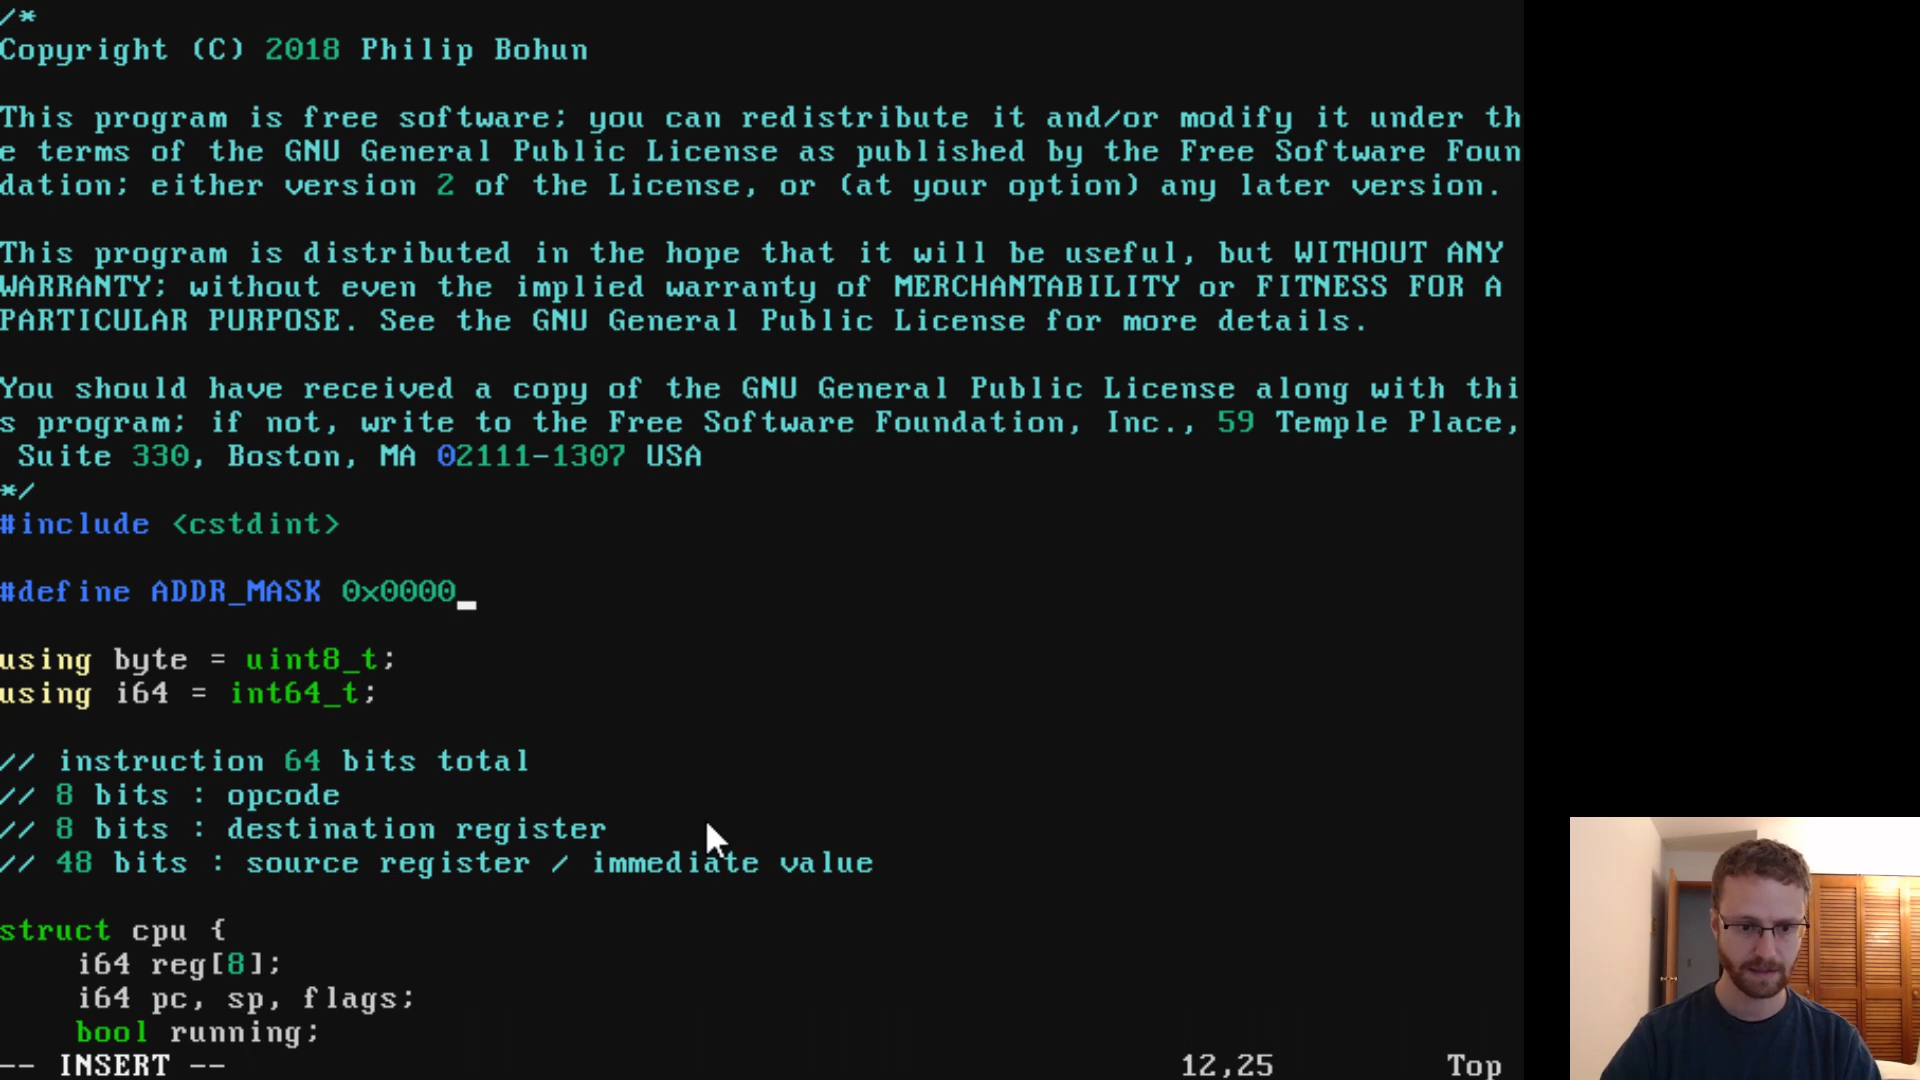 /*
Copyright (C) 2018 Philip Bohun
This program is free software; you can redistribute it and/or modify it under th
e terms of the GNU General Public License as published by the Free Software Foun
dation; either version 2 of the License, or (at your option) any later version.
This program is distributed in the hope that it will be useful, but WITHOUT ANY
WARRANTY; without even the implied warranty of MERCHANTABILITY or FITNESS FOR A
PARTICULAR PURPOSE. See the GNU General Public License for more details.
You should have received a copy of the GNU General Public License along with thi
s program; if not, write to the Free Software Foundation, Inc., 59 Temple Place,
Suite 330, Boston, MA 02111-1307 USA
*/
#include <cstdint>
#define ADDR_MASK 0x0000
using byte = uint8_t;
using i64 = int64_t;
// instruction 64 bits total
// 8 bits : opcode
// 8 bits : destination register
// 48 bits : source register / immediate value
struct cpu {
i64 reg[8];
i64 pc, sp, flags;
bool running;
-- INSERT -- 12,25 Top